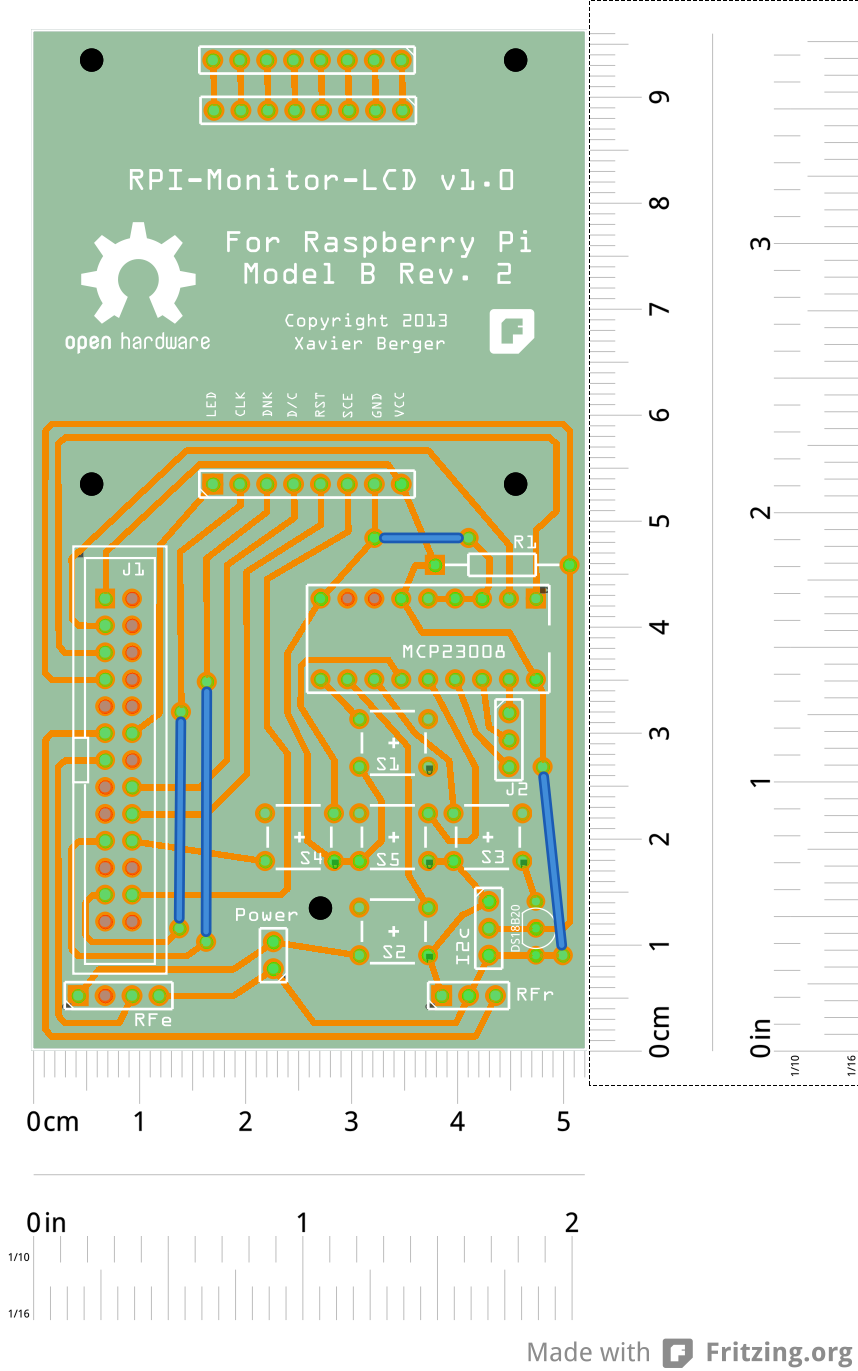 RPI-Monitor-LCD v1.0
For Raspberry Pi
Model B Rev. 2
Copyright 2013
Xavier Berger
open hardware
LED
CLK
DNK
D/C
RST
SCE
GND
VCC
R1
J1
MCP23008
S1
J2
S4
S5
S3
Power
S2
I2c
DS18B20
RFe
RFr
9
8
7
6
5
4
3
2
1
0cm
3
2
1
0in
1/10
1/16
0cm
1
2
3
4
5
0in
1
2
1/10
1/16
Made with Fritzing.org